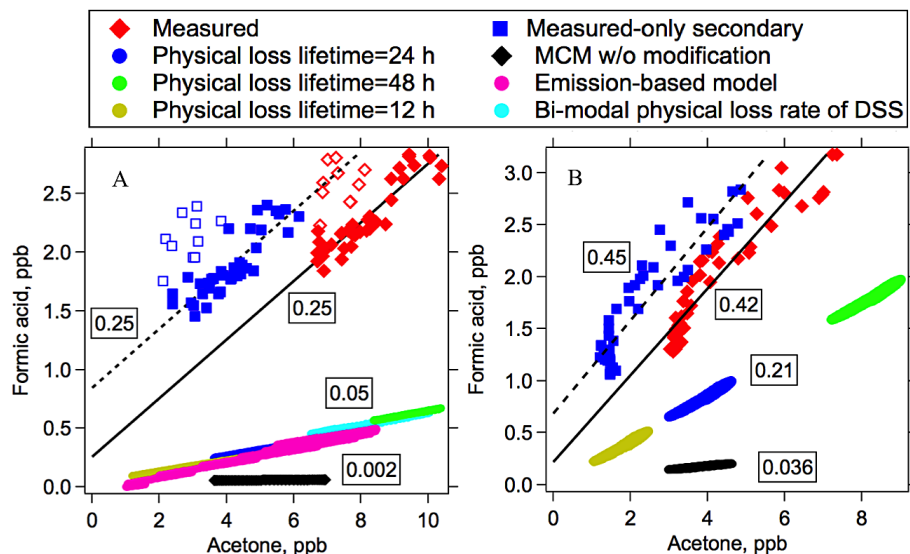 Measured
Measured-only secondary
Physical loss lifetime=24 h
MCM w/o modification
Physical loss lifetime=48 h
Emission-based model
Physical loss lifetime=12 h
Bi-modal physical loss rate of DSS
A
B
Formic acid, ppb
2.5
2.0
1.5
1.0
0.5
0.0
0.25
0.25
0.05
0.002
0 2 4 6 8 10
Acetone, ppb
Formic acid, ppb
3.0
2.5
2.0
1.5
1.0
0.5
0.0
0.45
0.42
0.21
0.036
0 2 4 6 8
Acetone, ppb